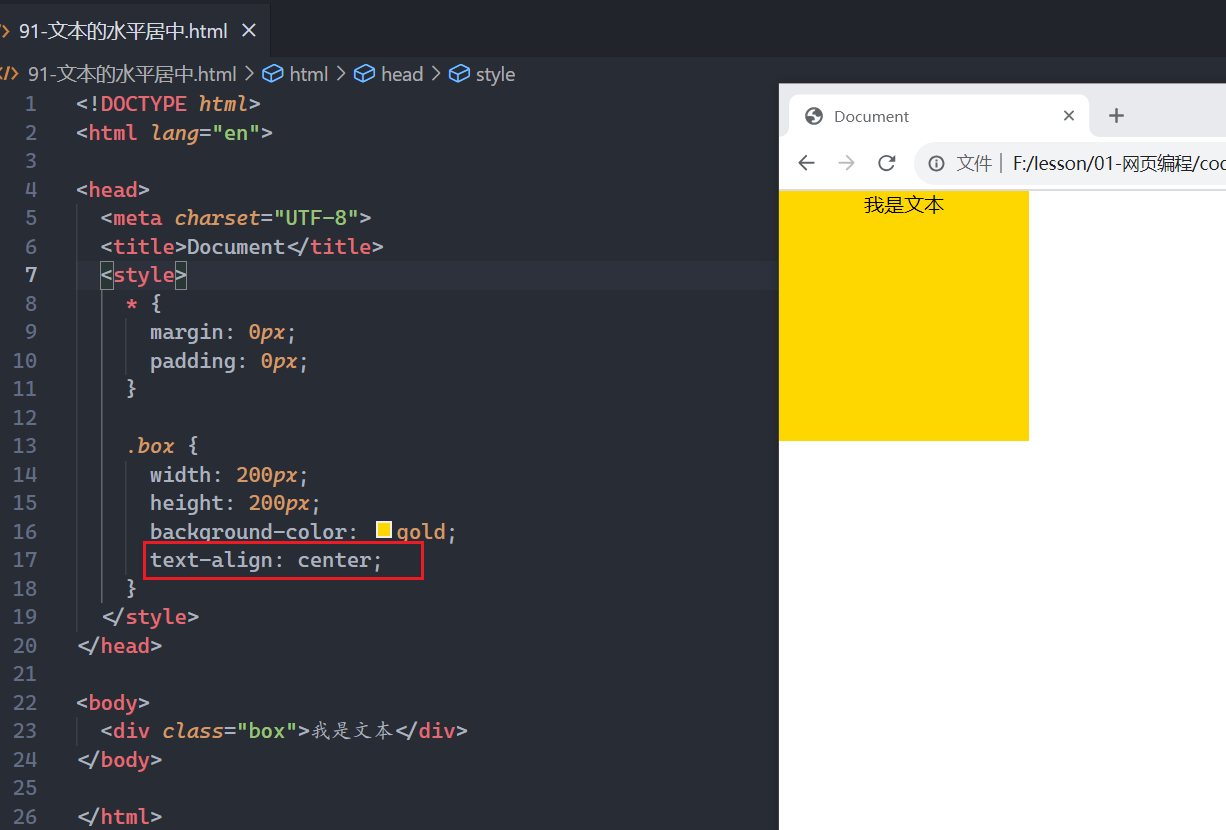 91-文本的水平居中.html
91-文本的水平居中.html > html > head > style
1 <!DOCTYPE html>
2 <html lang="en">
3
4 <head>
5 <meta charset="UTF-8">
6 <title>Document</title>
7 <style>
8 * {
9 margin: 0px;
10 padding: 0px;
11 }
12
13 .box {
14 width: 200px;
15 height: 200px;
16 background-color: gold;
17 text-align: center;
18 }
19 </style>
20 </head>
21
22 <body>
23 <div class="box">我是文本</div>
24 </body>
25
26 </html>
Document
文件 | F:/lesson/01-网页编程/coc
我是文本